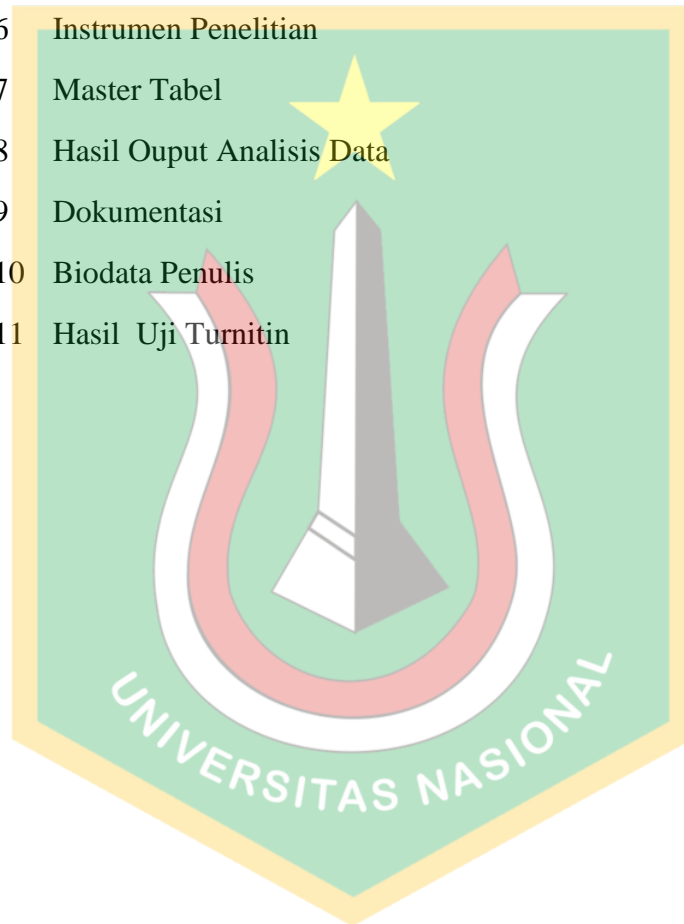 6 Instrumen Penelitian
7 Master Tabel
8 Hasil Ouput Analisis Data
9 Dokumentasi
10 Biodata Penulis
11 Hasil Uji Turnitin
UNIVERSITAS NASIONAL